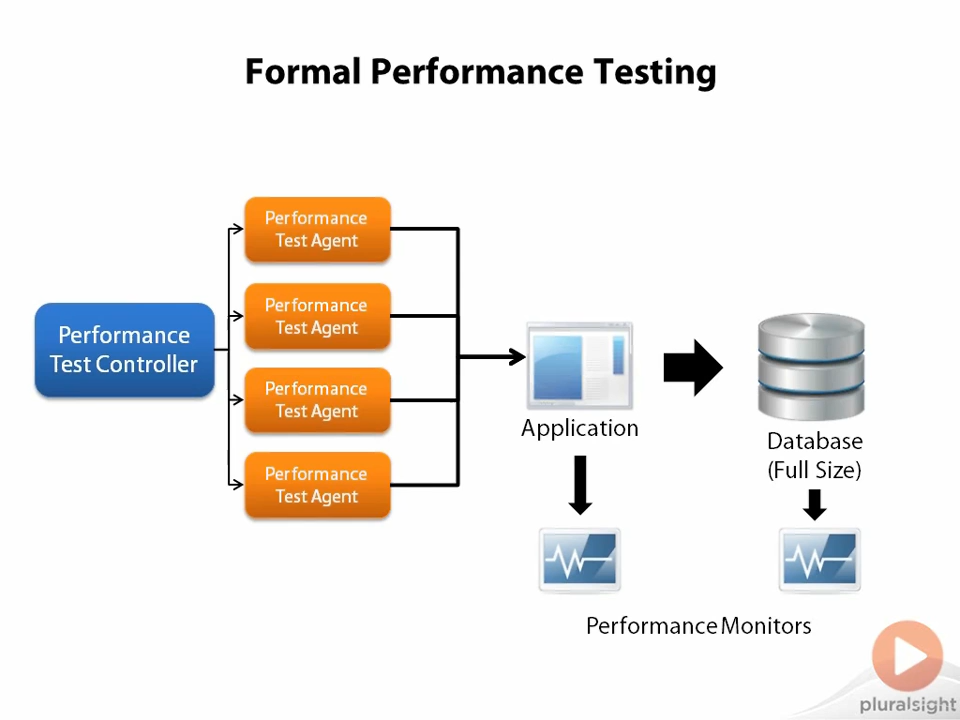 Formal Performance Testing
Performance
Test Controller
Performance
Test Agent
Performance
Test Agent
Performance
Test Agent
Performance
Test Agent
Application
Database
(Full Size)
Performance Monitors
pluralsight